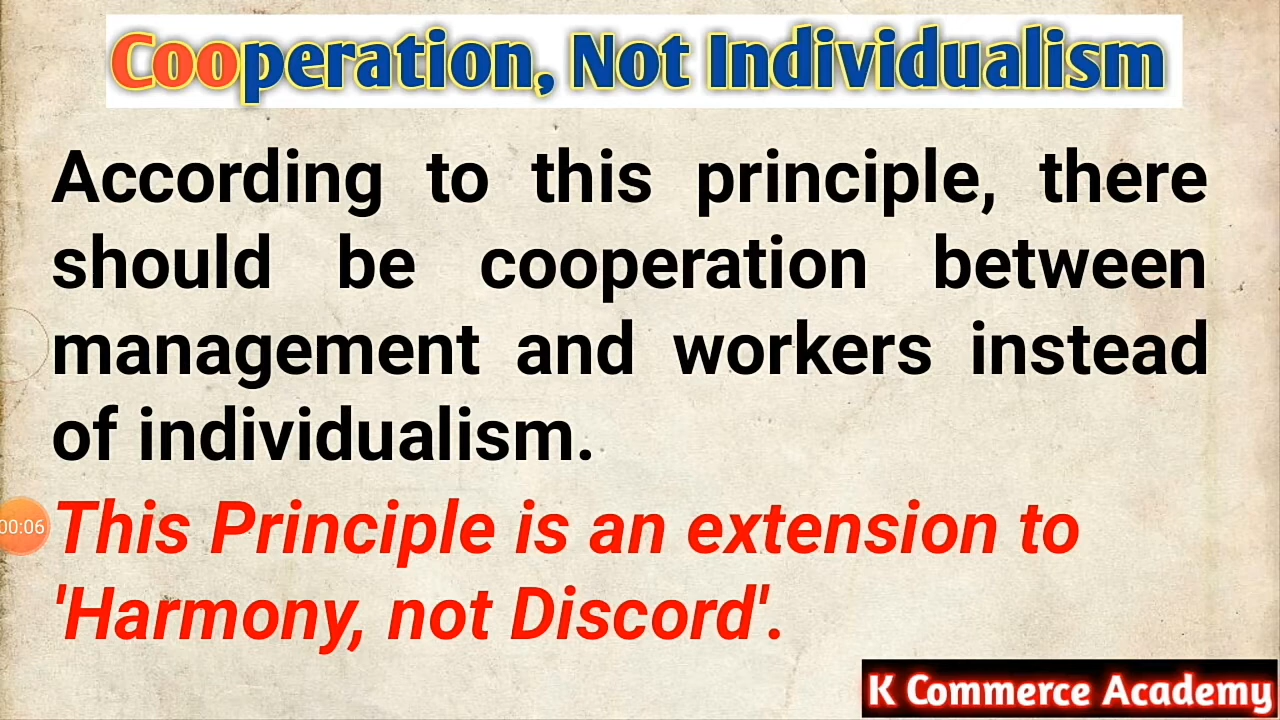 Cooperation, Not Individualism
According to this principle, there
should be cooperation between
management and workers instead
of individualism.
00:06
This Principle is an extension to
'Harmony, not Discord'.
K Commerce Academy